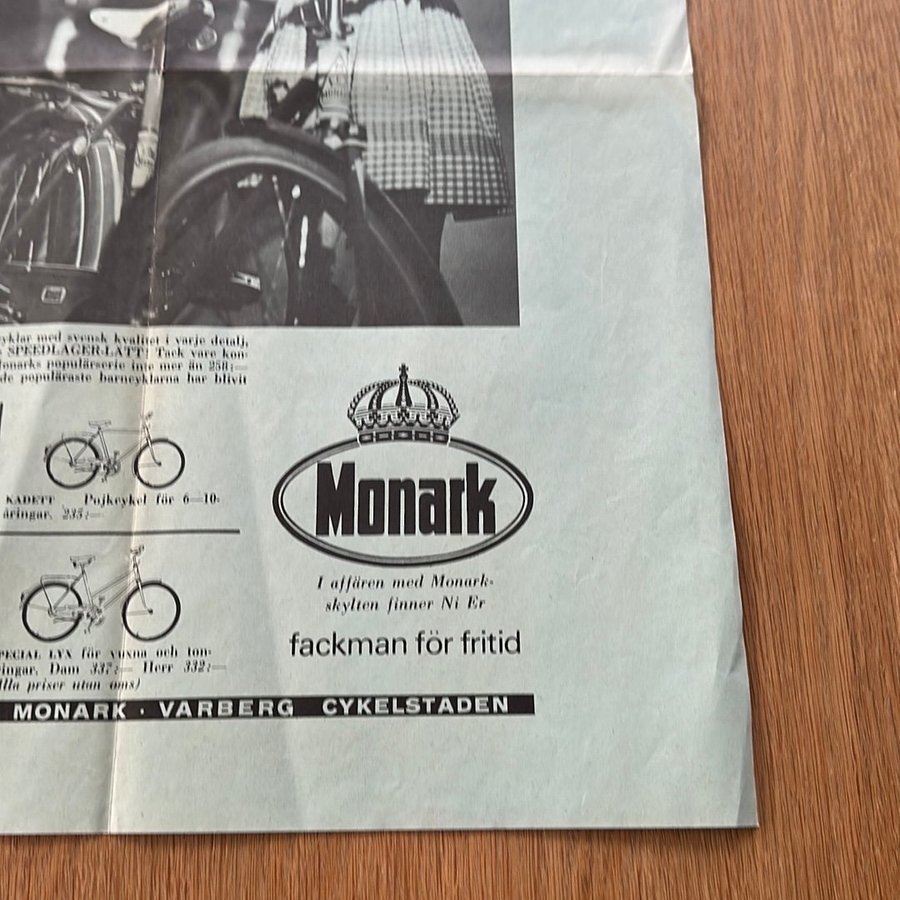 cyklar med svensk kvalitet i varje detalj,
SPEEDLAGER-LÄTT! Tack vare kon-
Monarks populärserie inte mer än 258:—
de populäraste barncyklarna har blivit
KADETT Pojkcykel för 6—10-
åringar. 235:—
SPECIAL LYX för vuxna och ton-
åringar. Dam 337:— Herr 332:—
(Alla priser utan oms)
Monark
I affären med Monark-
skylten finner Ni Er
fackman för fritid
MONARK · VARBERG CYKELSTADEN